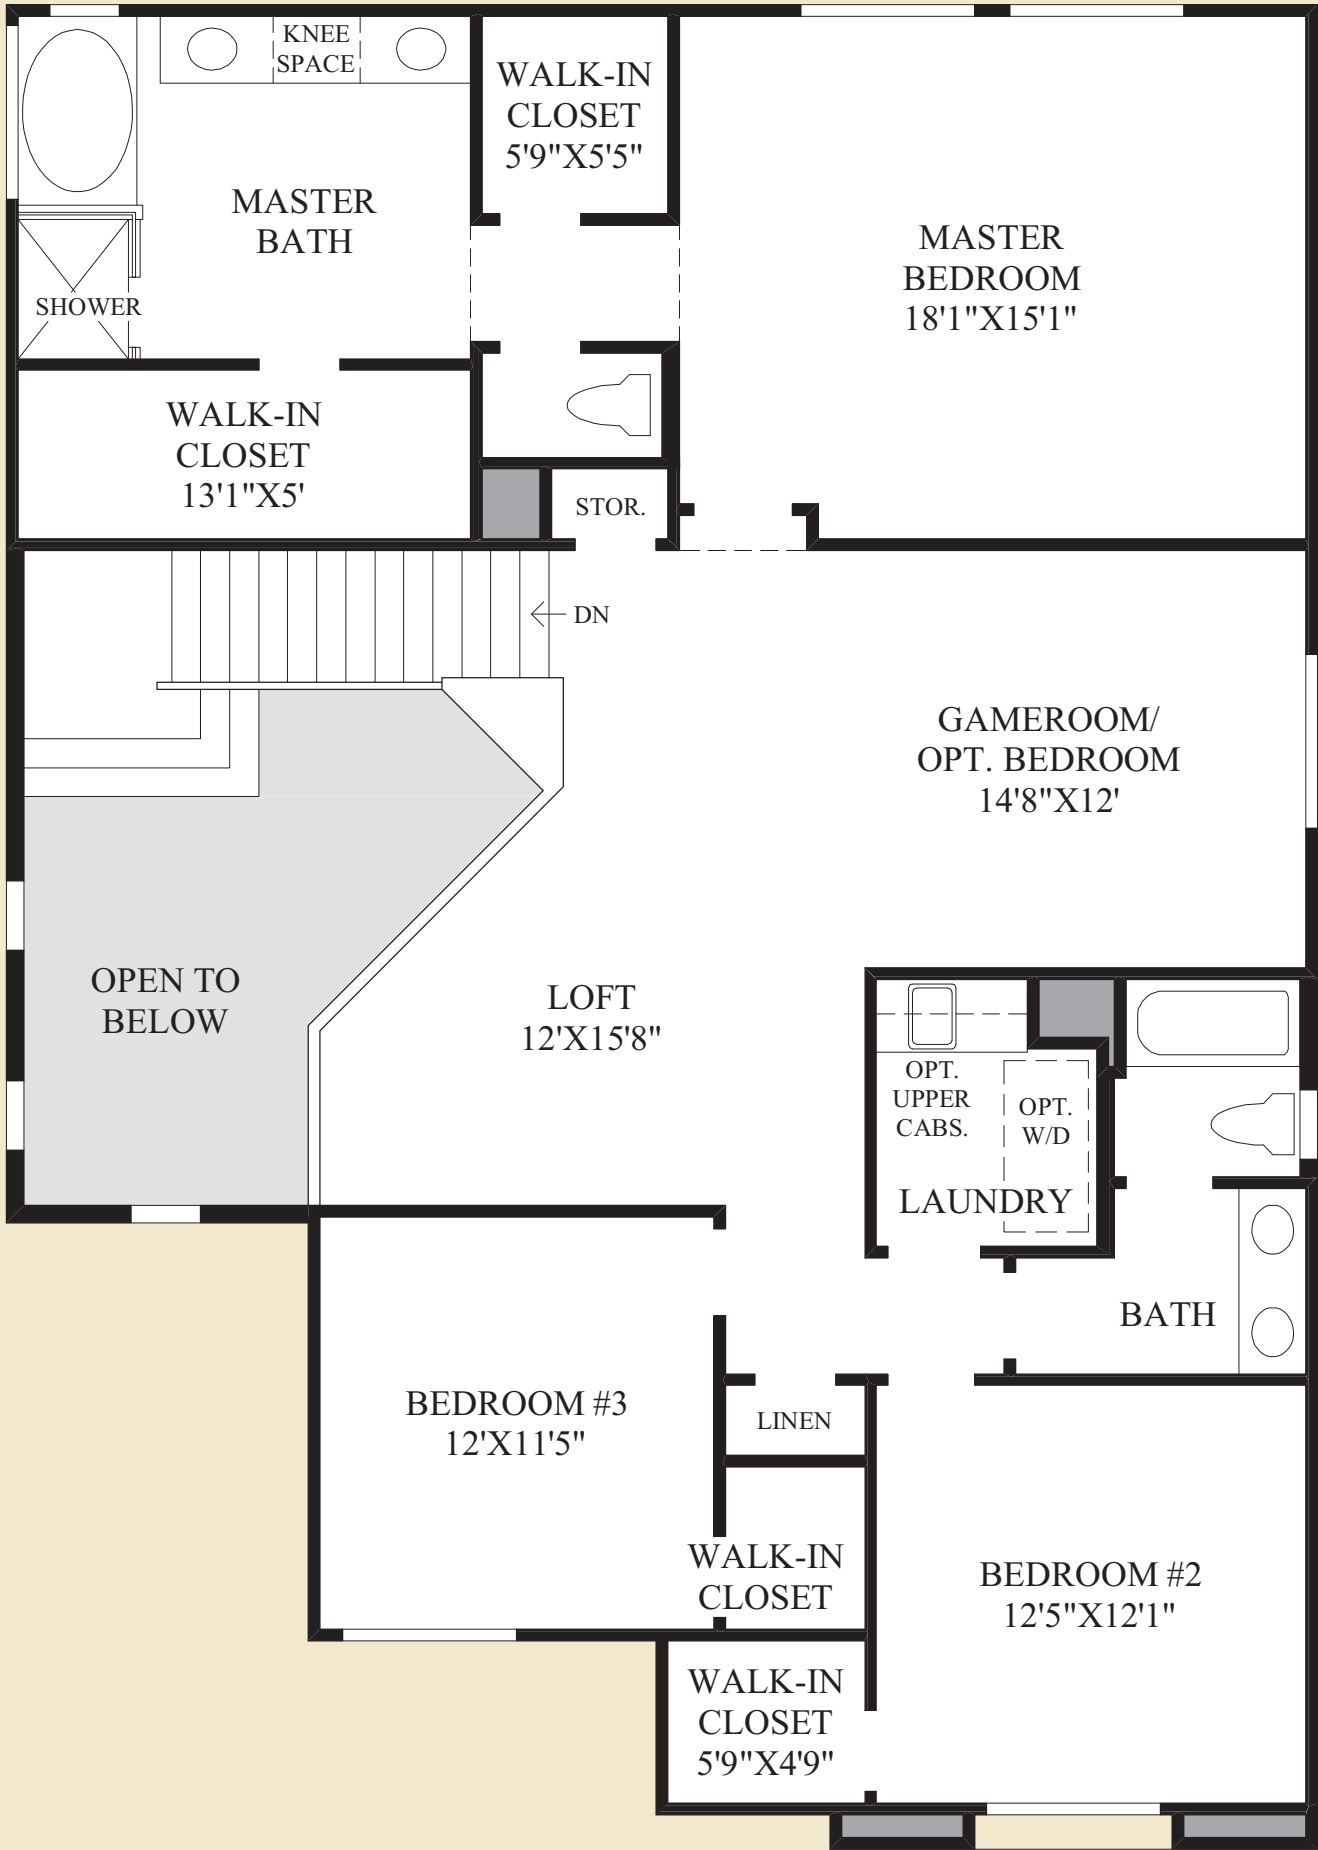 KNEE
SPACE
WALK-IN
CLOSET
5'9"X5'5"
MASTER
BATH
MASTER
BEDROOM
18'1"X15'1"
SHOWER
WALK-IN
CLOSET
13'1"X5'
STOR.
DN
GAMEROOM/
OPT. BEDROOM
14'8"X12'
OPEN TO
BELOW
LOFT
12'X15'8"
OPT.
UPPER
CABS.
OPT.
W/D
LAUNDRY
BATH
BEDROOM #3
12'X11'5"
LINEN
WALK-IN
CLOSET
BEDROOM #2
12'5"X12'1"
WALK-IN
CLOSET
5'9"X4'9"